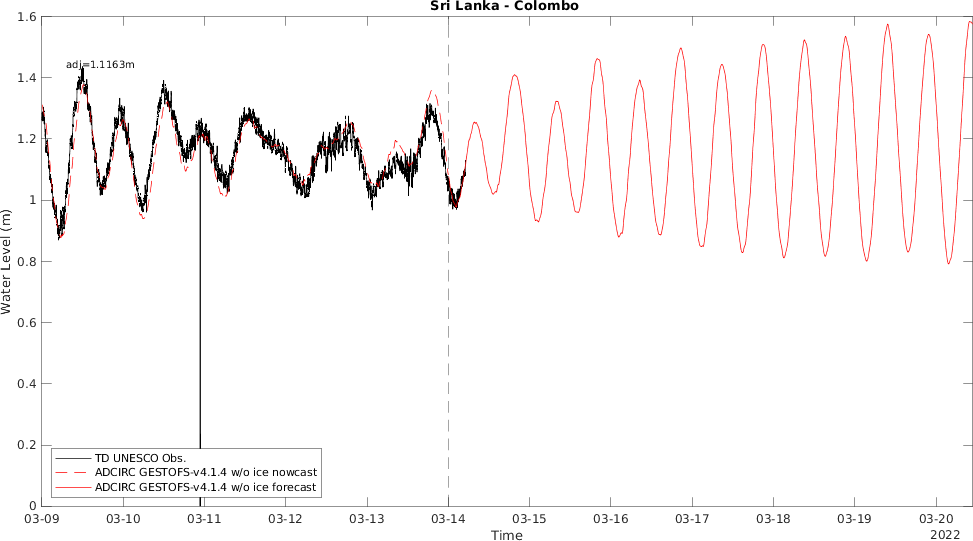 Sri Lanka - Colombo
adj=1.1163m
1.6
1.4
1.2
1
0.8
0.6
0.4
0.2
0
Water Level (m)
TD UNESCO Obs.
ADCIRC GESTOFS-v4.1.4 w/o ice nowcast
ADCIRC GESTOFS-v4.1.4 w/o ice forecast
03-09 03-10 03-11 03-12 03-13 03-14 03-15 03-16 03-17 03-18 03-19 03-20
Time
2022